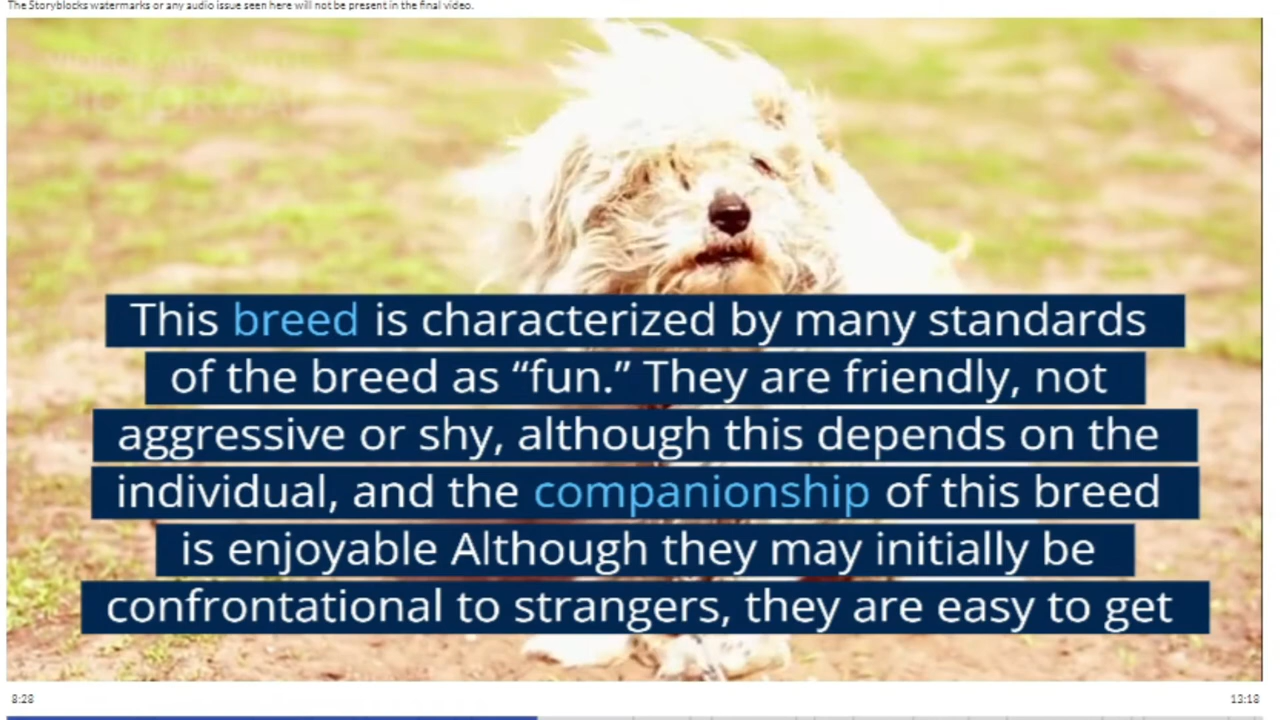 The Storyblocks watermarks or any audio issue seen here will not be present in the final video.
PICTORY.AI
This breed is characterized by many standards
of the breed as “fun.” They are friendly, not
aggressive or shy, although this depends on the
individual, and the companionship of this breed
is enjoyable Although they may initially be
confrontational to strangers, they are easy to get
8:28
13:18